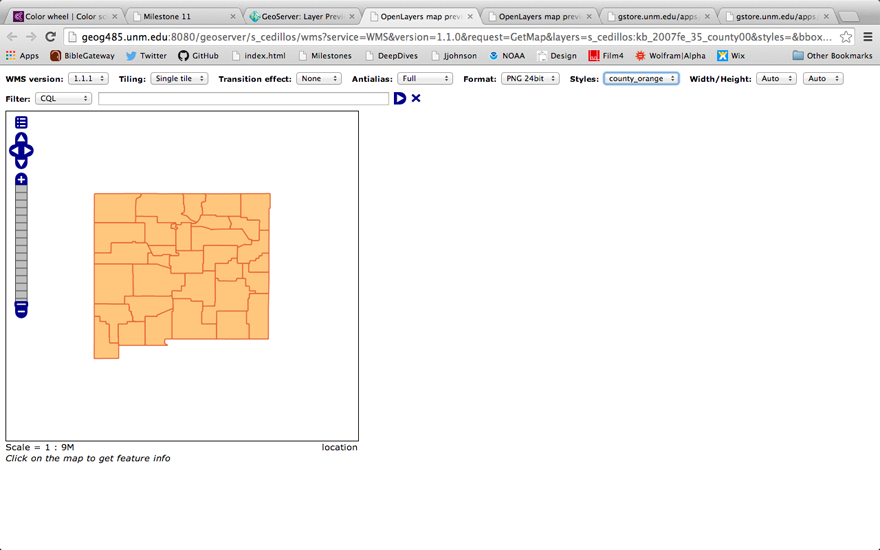 Color wheel | Color sc
Milestone 11
GeoServer: Layer Previ
OpenLayers map previ
OpenLayers map previ
gstore.unm.edu/apps
gstore.unm.edu/apps
geog485.unm.edu:8080/geoserver/s_cedillos/wms?service=WMS&version=1.1.0&request=GetMap&layers=s_cedillos:kb_2007fe_35_county00&styles=&bbox...
Apps BibleGateway Twitter GitHub index.html Milestones DeepDives JJohnson NOAA Design Film4 Wolfram|Alpha Wix Other Bookmarks
WMS version: 1.1.1 Tiling: Single tile Transition effect: None Antialias: Full Format: PNG 24bit Styles: county_orange Width/Height: Auto Auto
Filter: CQL
Scale = 1 : 9M location
Click on the map to get feature info